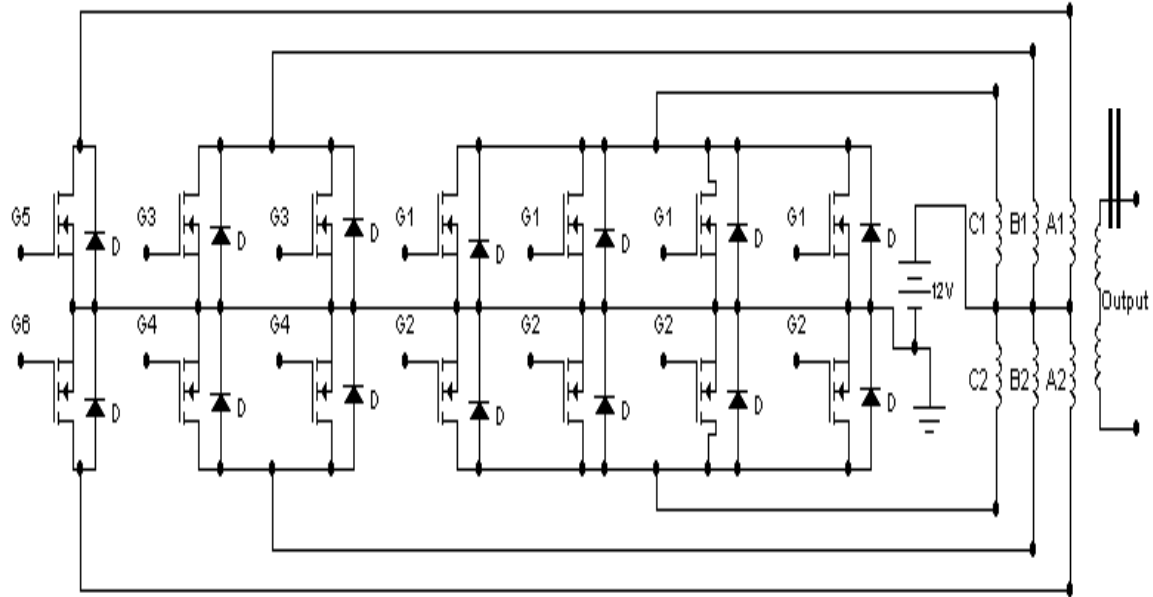 G5 G3 G3 G1 G1 G1 G1
D D D D D D D
C1 B1 A1
12V
Output
G6 G4 G4 G2 G2 G2 G2
D D D D D D D
C2 B2 A2